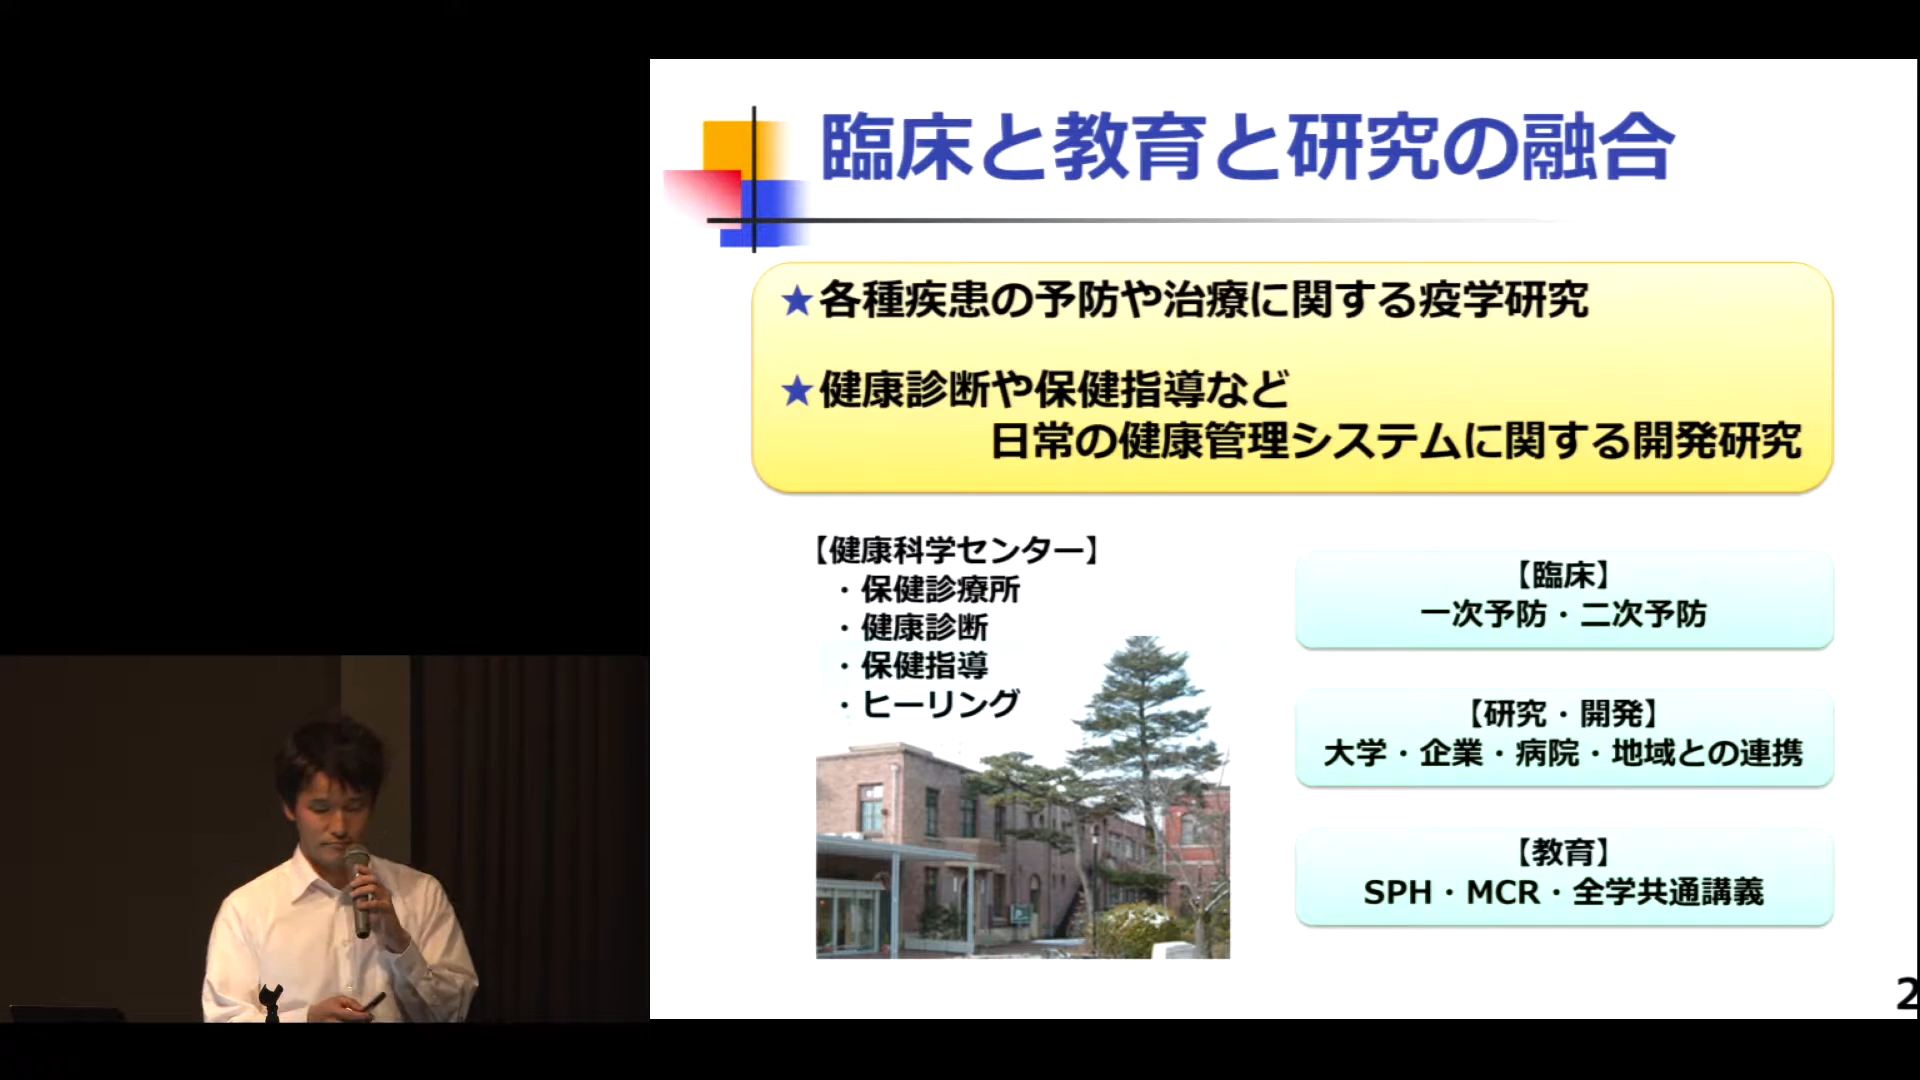 臨床と教育と研究の融合
★各種疾患の予防や治療に関する疫学研究
★健康診断や保健指導など
日常の健康管理システムに関する開発研究
【健康科学センター】
・保健診療所
・健康診断
・保健指導
・ヒーリング
【臨床】
一次予防・二次予防
【研究・開発】
大学・企業・病院・地域との連携
【教育】
SPH・MCR・全学共通講義
2